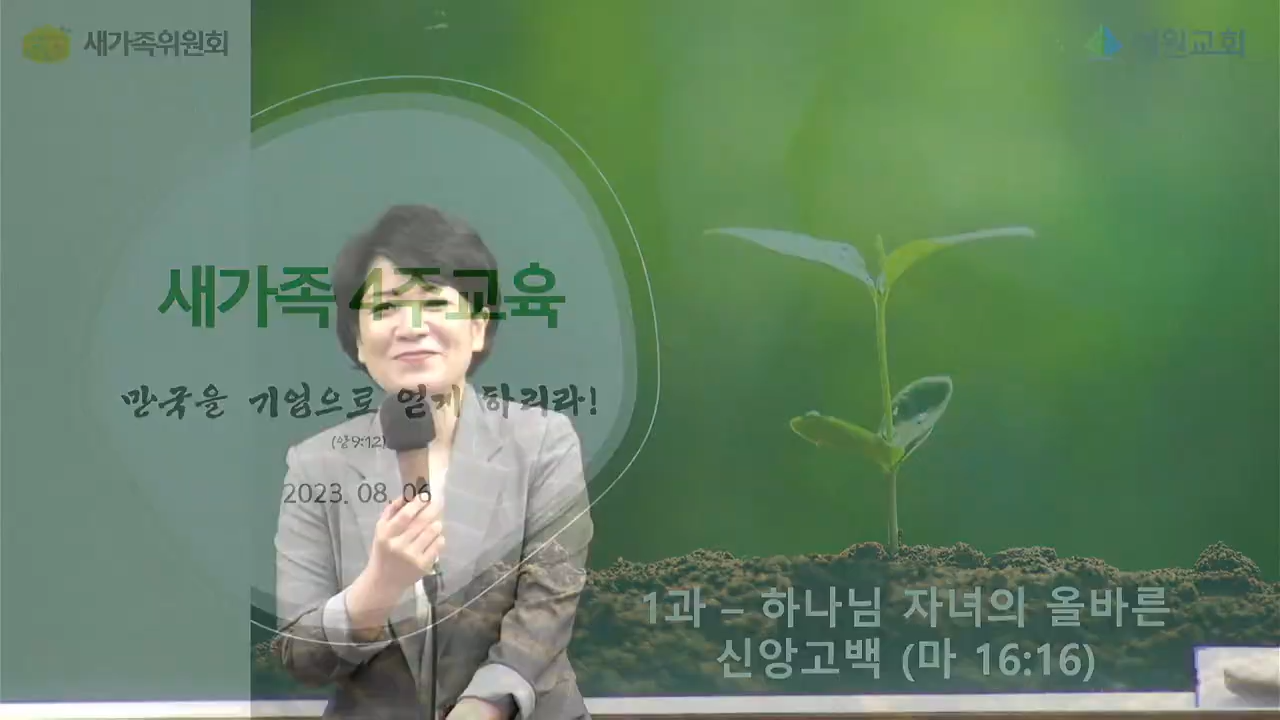 새가족위원회
새가족 4주교육
만국을 기업으로 얻게 하리라!
2023. 08. 06
1과 – 하나님 자녀의 올바른
신앙고백 (마 16:16)